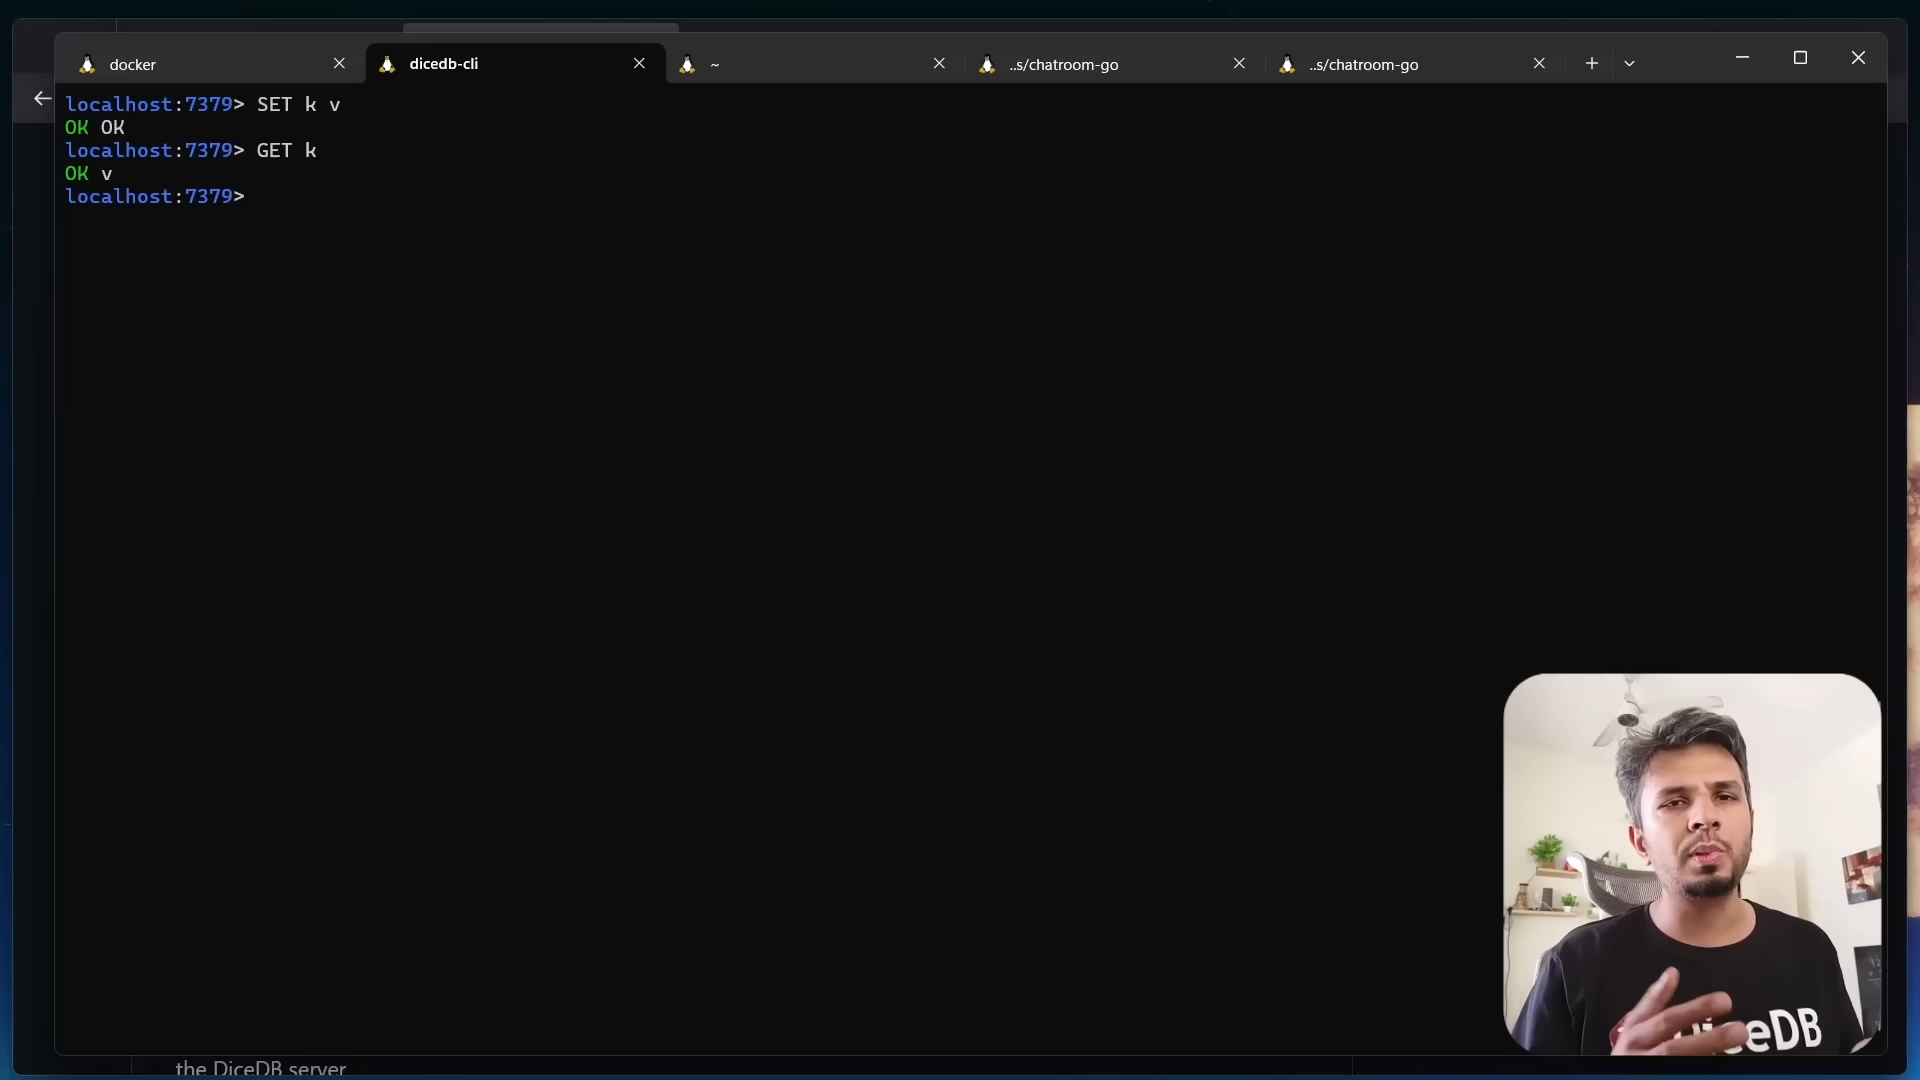 docker
dicedb-cli
~
..s/chatroom-go
..s/chatroom-go
localhost:7379> SET k v
OK OK
localhost:7379> GET k
OK v
localhost:7379>
DiceDB
the DiceDB server